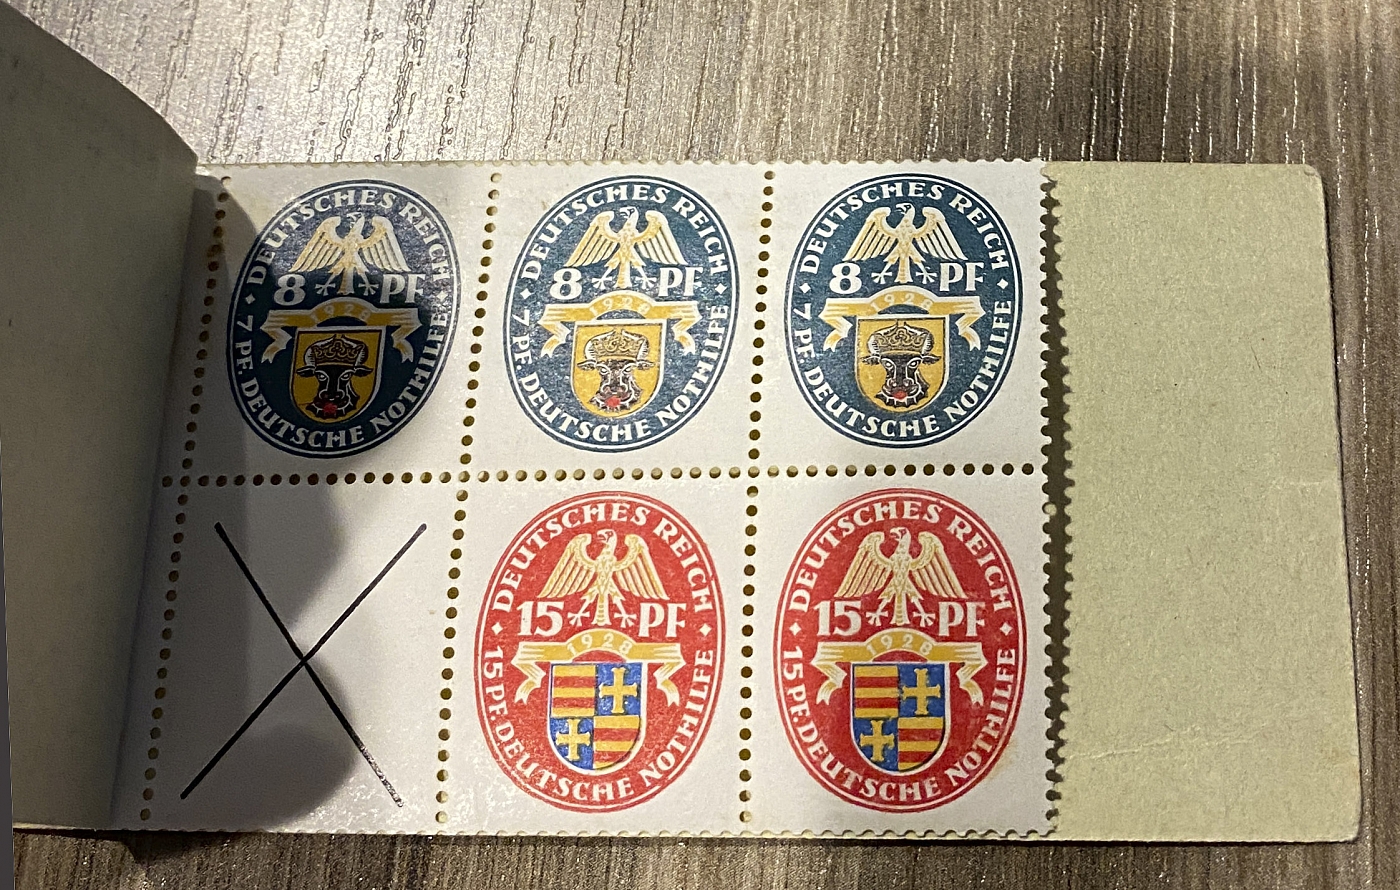 DEUTSCHES REICH
8 PF
1928
7 PF. DEUTSCHE NOTHILFE
DEUTSCHES REICH
8 PF
1928
7 PF. DEUTSCHE NOTHILFE
DEUTSCHES REICH
8 PF
1928
7 PF. DEUTSCHE NOTHILFE
DEUTSCHES REICH
15 PF
1928
15 PF. DEUTSCHE NOTHILFE
DEUTSCHES REICH
15 PF
1928
15 PF. DEUTSCHE NOTHILFE